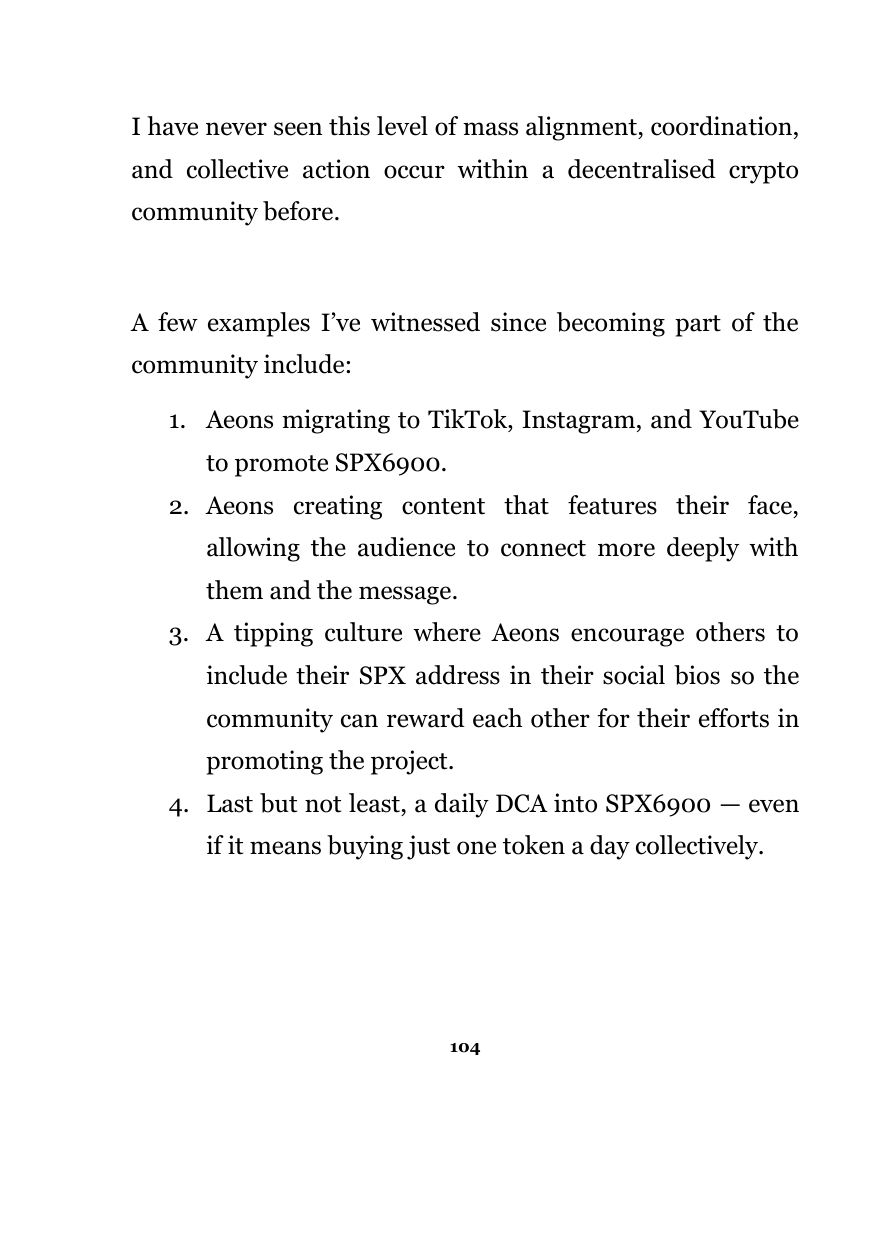 I have never seen this level of mass alignment, coordination,
and collective action occur within a decentralised crypto
community before.
A few examples I’ve witnessed since becoming part of the
community include:
1. Aeons migrating to TikTok, Instagram, and YouTube
to promote SPX6900.
2. Aeons creating content that features their face,
allowing the audience to connect more deeply with
them and the message.
3. A tipping culture where Aeons encourage others to
include their SPX address in their social bios so the
community can reward each other for their efforts in
promoting the project.
4. Last but not least, a daily DCA into SPX6900 — even
if it means buying just one token a day collectively.
104